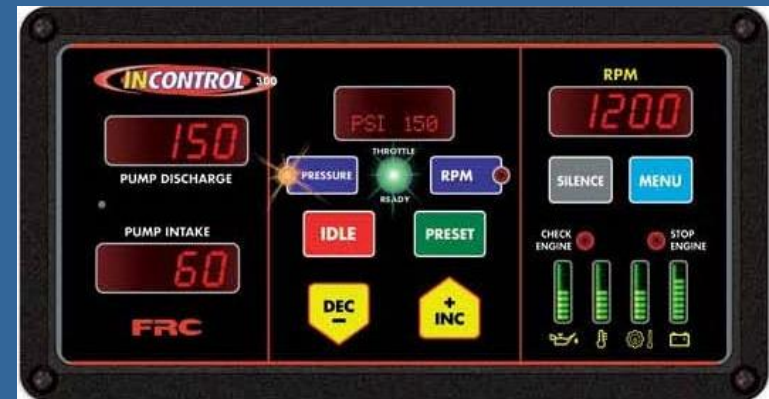 INCONTROL 300
150
PUMP DISCHARGE
PUMP INTAKE
60
FRC
PSI 150
THROTTLE
PRESSURE
RPM
READY
IDLE
PRESET
DEC
–
+
INC
RPM
1200
SILENCE
MENU
CHECK
ENGINE
STOP
ENGINE